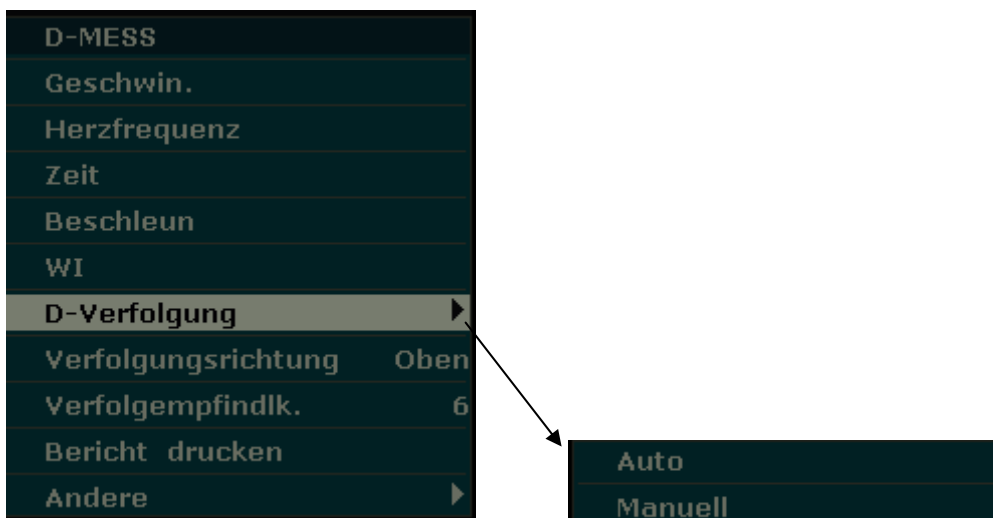 D-MESS
Geschwin.
Herzfrequenz
Zeit
Beschleun
WI
D-Verfolgung
Verfolgungsrichtung Oben
Verfolgempfindlk. 6
Bericht drucken
Andere
Auto
Manuell